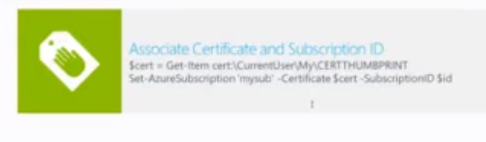 Associate Certificate and Subscription ID
$cert = Get-Item cert:\CurrentUser\My\CERTTHUMBPRINT
Set-AzureSubscription 'mysub' -Certificate $cert -SubscriptionID $id